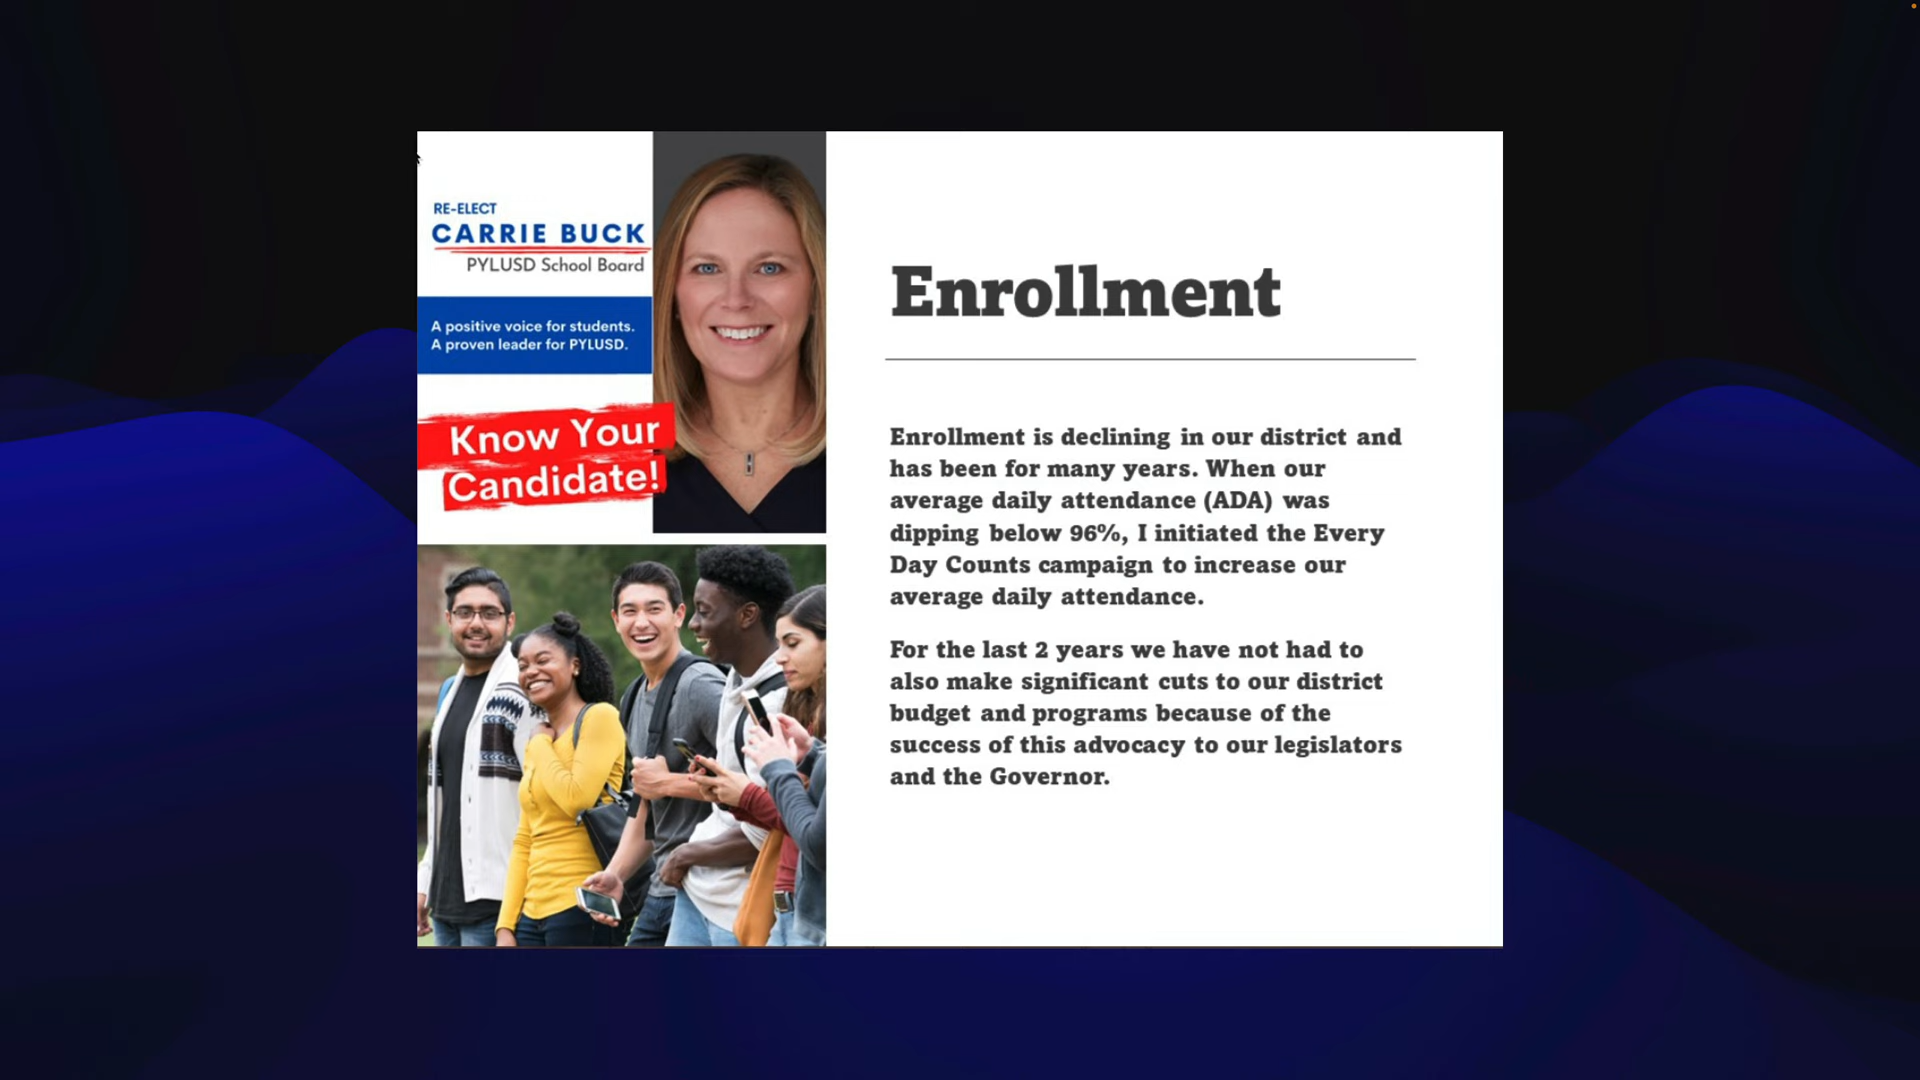 RE-ELECT
CARRIE BUCK
PYLUSD School Board
A positive voice for students.
A proven leader for PYLUSD.
Know Your
Candidate!
Enrollment
Enrollment is declining in our district and
has been for many years. When our
average daily attendance (ADA) was
dipping below 96%, I initiated the Every
Day Counts campaign to increase our
average daily attendance.
For the last 2 years we have not had to
also make significant cuts to our district
budget and programs because of the
success of this advocacy to our legislators
and the Governor.